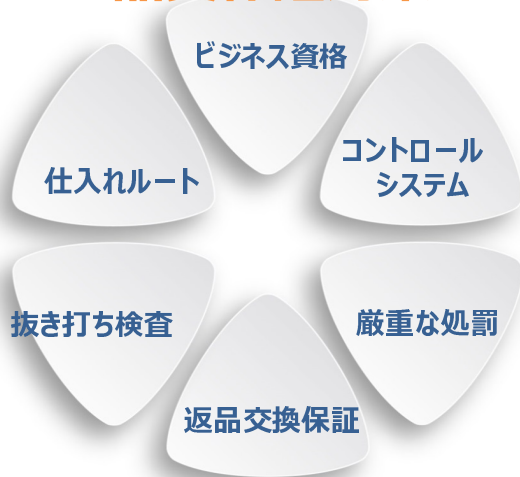 ビジネス資格
コントロール
システム
仕入れルート
抜き打ち検査
厳重な処罰
返品交換保証